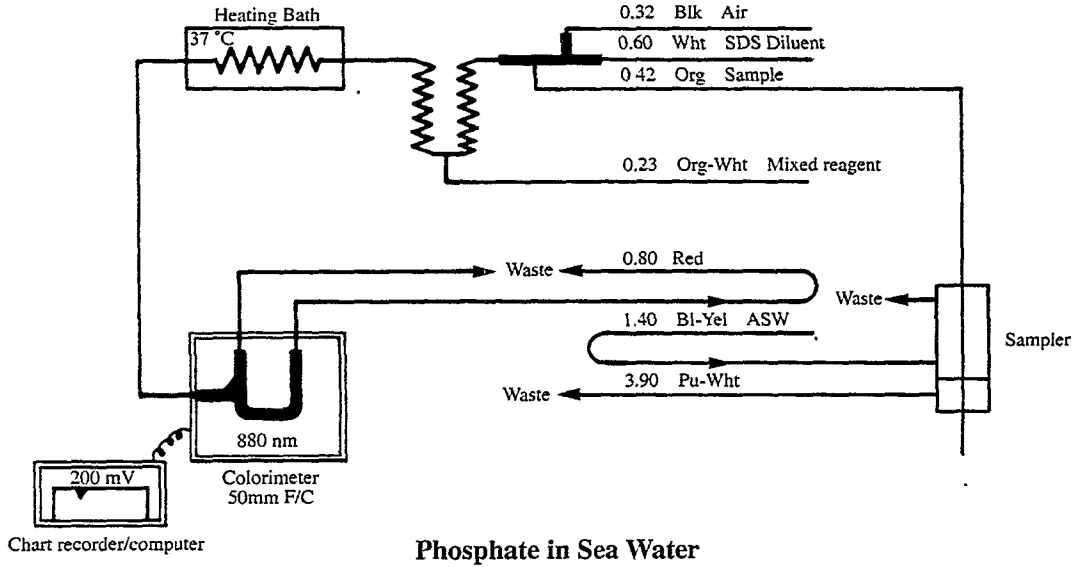 Heating Bath
37 °C
0.32 Blk Air
0.60 Wht SDS Diluent
0 42 Org Sample
0.23 Org-Wht Mixed reagent
0.80 Red
Waste
Waste
1.40 Bl-Yel ASW
Sampler
3.90 Pu-Wht
Waste
880 nm
Colorimeter
50mm F/C
200 mV
Chart recorder/computer
Phosphate in Sea Water